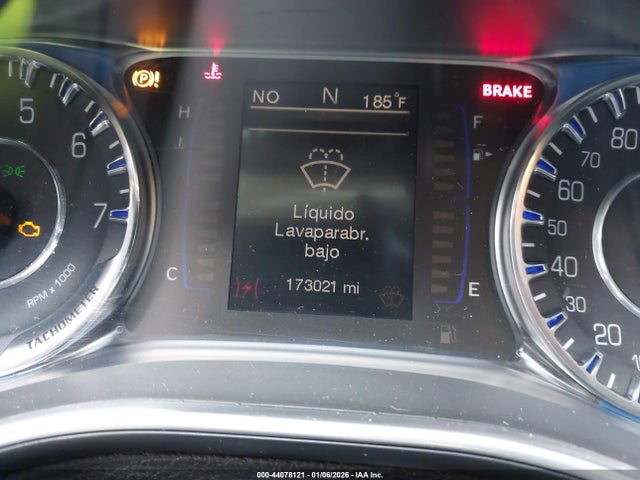 BRAKE
NO N 185°F
H
F
5
6
7
RPM x 1000
TACHOMETER
Líquido
Lavaparabr.
bajo
C
E
173021 mi
80
70
60
50
40
30
20
000-44078121 - 01/06/2026 - IAA Inc.